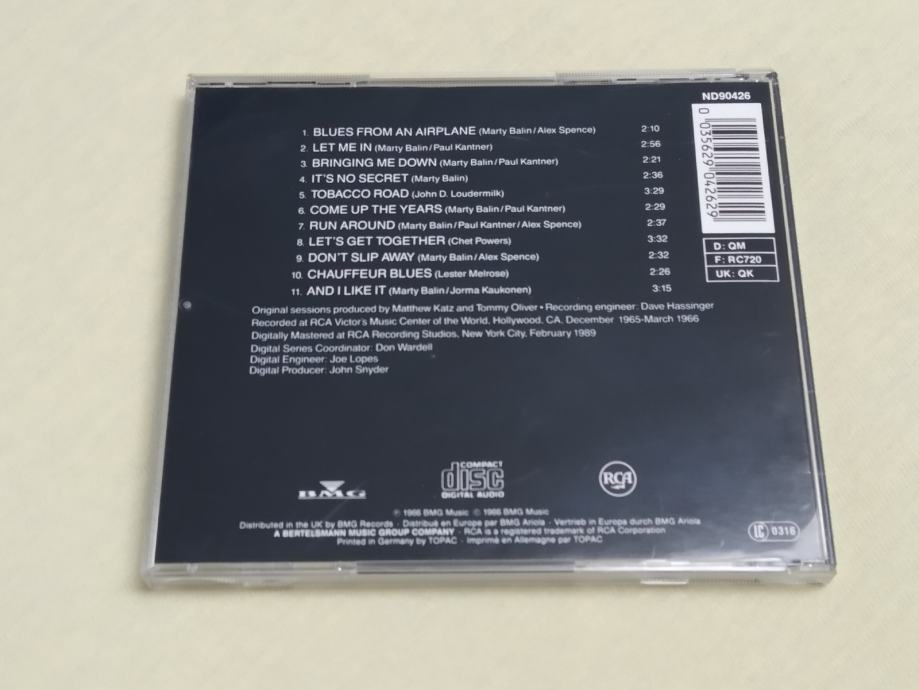 ND90426
0 035629 042629
D: QM
F: RC720
UK: QK
1. BLUES FROM AN AIRPLANE (Marty Balin/Alex Spence) 2:10
2. LET ME IN (Marty Balin/Paul Kantner) 2:56
3. BRINGING ME DOWN (Marty Balin/Paul Kantner) 2:21
4. IT'S NO SECRET (Marty Balin) 2:36
5. TOBACCO ROAD (John D. Loudermilk) 3:29
6. COME UP THE YEARS (Marty Balin/Paul Kantner) 2:29
7. RUN AROUND (Marty Balin/Paul Kantner/Alex Spence) 2:37
8. LET'S GET TOGETHER (Chet Powers) 3:32
9. DON'T SLIP AWAY (Marty Balin/Alex Spence) 2:32
10. CHAUFFEUR BLUES (Lester Melrose) 2:26
11. AND I LIKE IT (Marty Balin/Jorma Kaukonen) 3:15
Original sessions produced by Matthew Katz and Tommy Oliver • Recording engineer: Dave Hassinger
Recorded at RCA Victor's Music Center of the World, Hollywood, CA, December 1965-March 1966
Digitally Mastered at RCA Recording Studios, New York City, February 1989
Digital Series Coordinator: Don Wardell
Digital Engineer: Joe Lopes
Digital Producer: John Snyder
BMG
COMPACT
disc
DIGITAL AUDIO
RCA
℗ 1966 BMG Music © 1966 BMG Music
Distributed in the UK by BMG Records · Distribué en Europe par BMG Ariola · Vertrieb in Europa durch BMG Ariola
A BERTELSMANN MUSIC GROUP COMPANY · RCA is a registered trademark of RCA Corporation
Printed in Germany by TOPAC · Imprimé en Allemagne par TOPAC
LC 0316